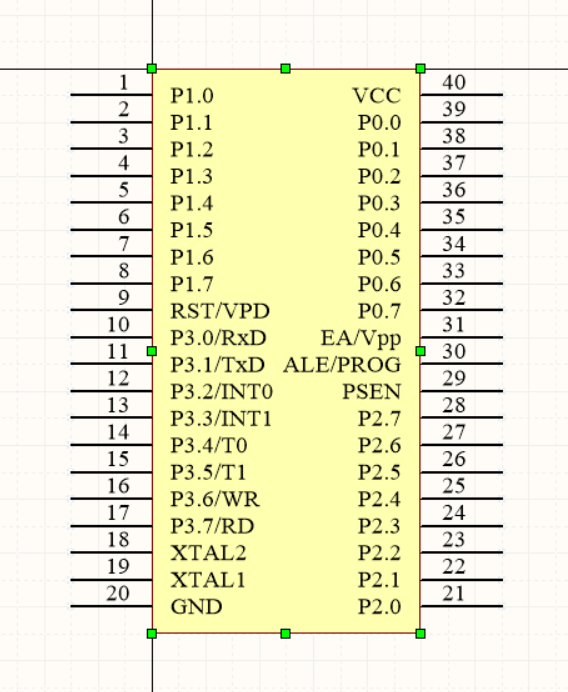 1 P1.0 VCC 40
2 P1.1 P0.0 39
3 P1.2 P0.1 38
4 P1.3 P0.2 37
5 P1.4 P0.3 36
6 P1.5 P0.4 35
7 P1.6 P0.5 34
8 P1.7 P0.6 33
9 RST/VPD P0.7 32
10 P3.0/RxD EA/Vpp 31
11 P3.1/TxD ALE/PROG 30
12 P3.2/INT0 PSEN 29
13 P3.3/INT1 P2.7 28
14 P3.4/T0 P2.6 27
15 P3.5/T1 P2.5 26
16 P3.6/WR P2.4 25
17 P3.7/RD P2.3 24
18 XTAL2 P2.2 23
19 XTAL1 P2.1 22
20 GND P2.0 21